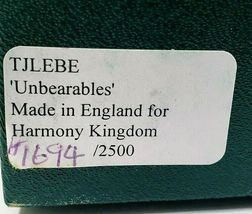 TJLEBE
'Unbearables'
Made in England for
Harmony Kingdom
#1694 /2500